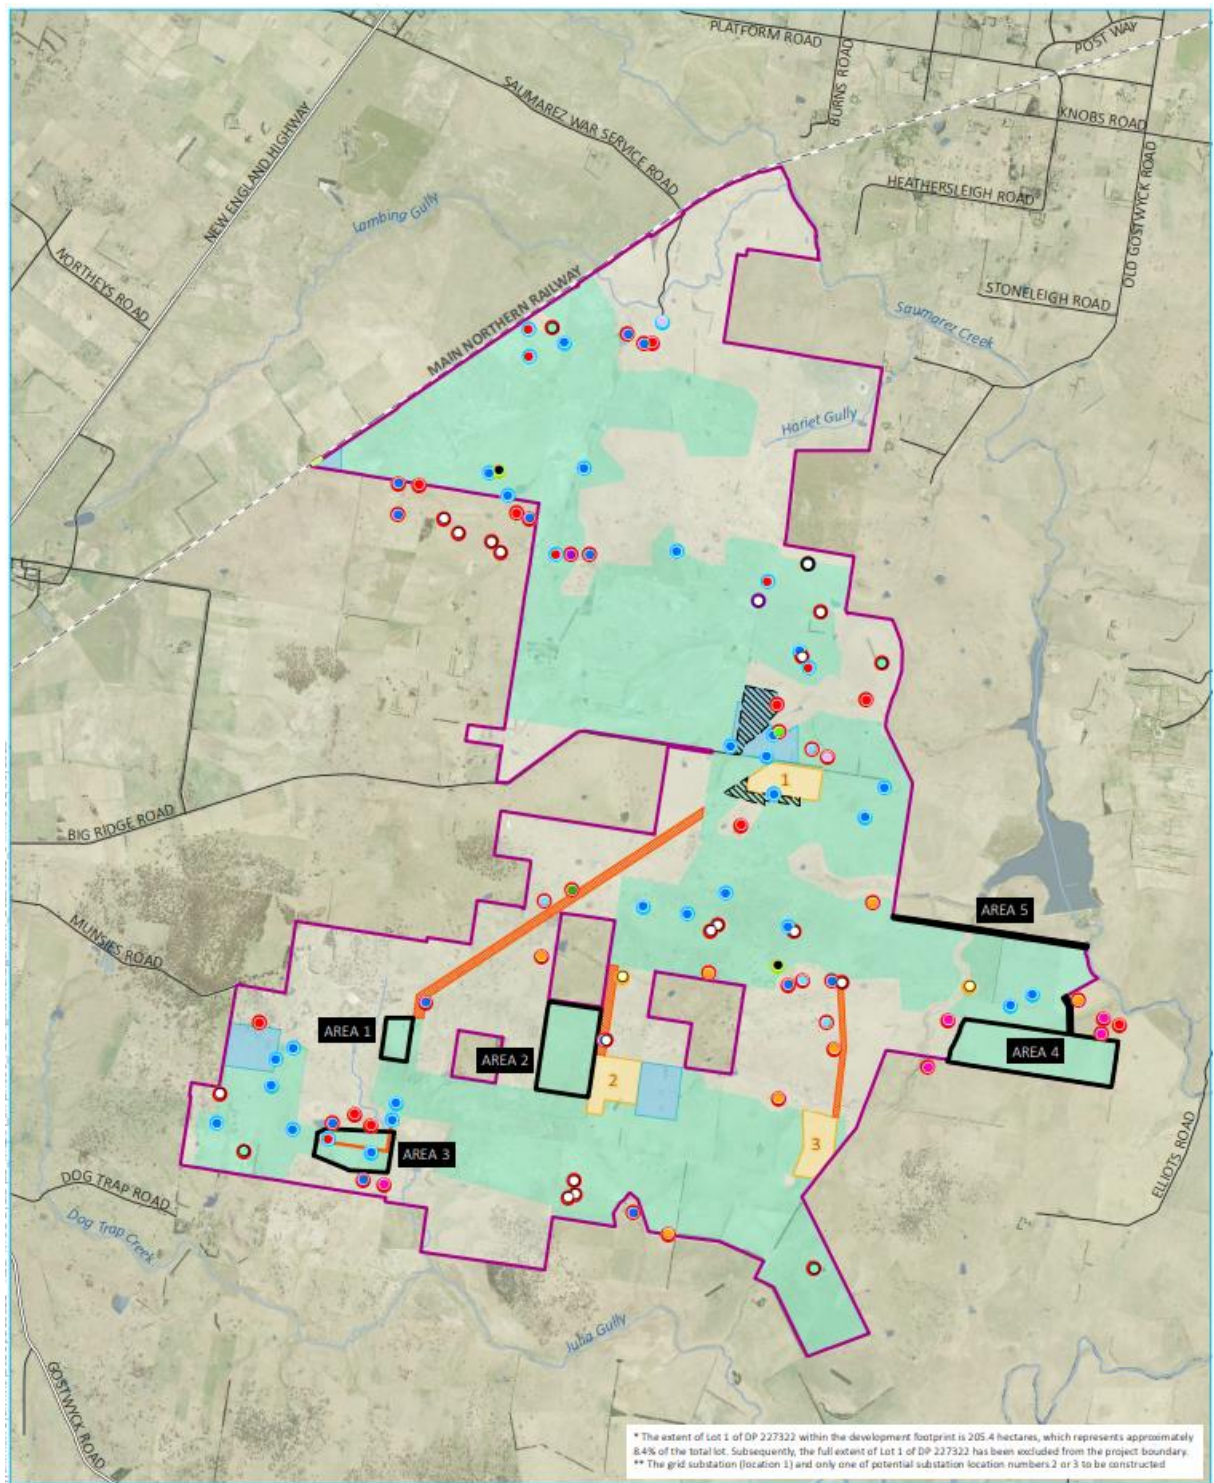 PLATFORM ROAD
POST WAY
BURNS ROAD
KNOBS ROAD
SAUMAREZ WAR SERVICE ROAD
NEW ENGLAND HIGHWAY
HEATHERSLEIGH ROAD
OLD GOSTWYCK ROAD
Lambing Gully
NORTHEYS ROAD
STONELEIGH ROAD
MAIN NORTHERN RAILWAY
Saumarez Creek
Hariet Gully
1
BIG RIDGE ROAD
AREA 5
MUNSIES ROAD
AREA 1
AREA 2
AREA 4
2
3
AREA 3
ELLIOTS ROAD
DOG TRAP ROAD
Dog Trap Creek
Julia Gully
GOSTWYCK ROAD
* The extent of Lot 1 of DP 227322 within the development footprint is 205.4 hectares, which represents approximately
8.4% of the total lot. Subsequently, the full extent of Lot 1 of DP 227322 has been excluded from the project boundary.
** The grid substation (location 1) and only one of potential substation location numbers 2 or 3 to be constructed